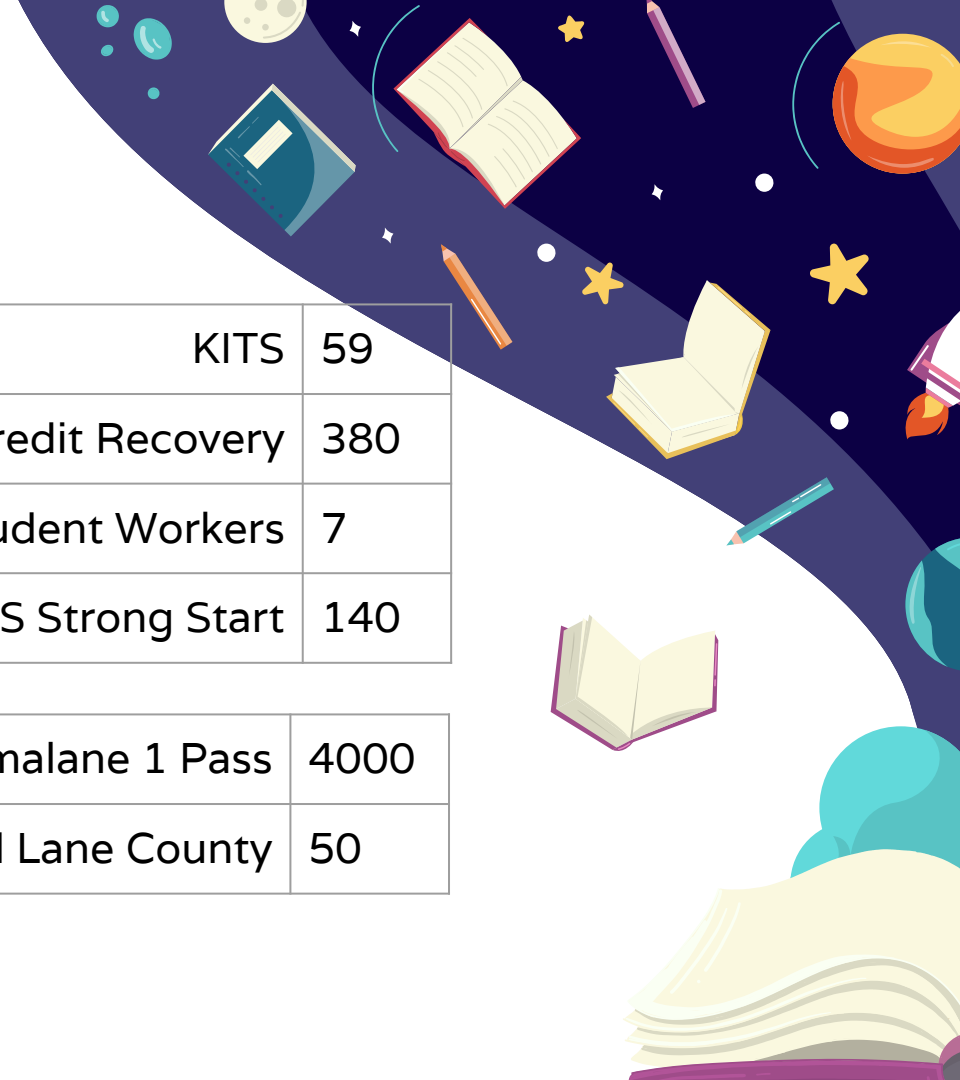 KITS 59
redit Recovery 380
udent Workers 7
S Strong Start 140
malane 1 Pass 4000
Lane County 50